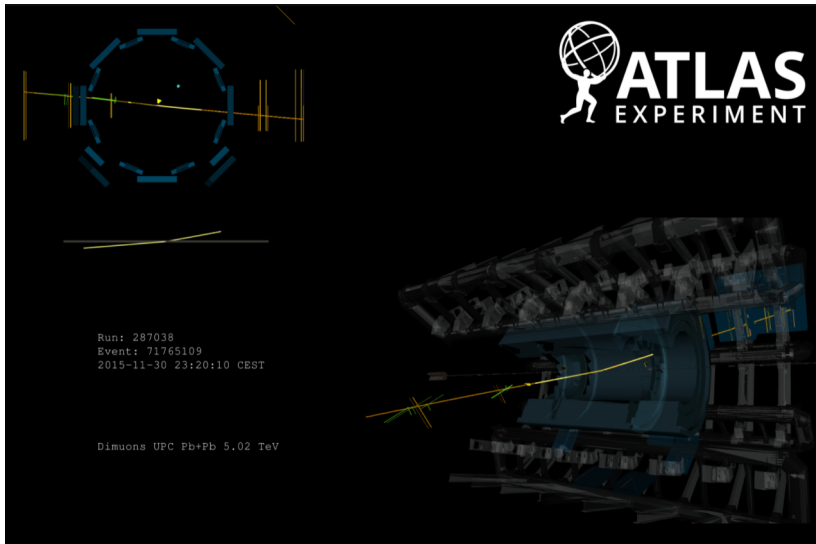 ATLAS
EXPERIMENT
Run: 287038
Event: 71765109
2015-11-30 23:20:10 CEST
Dimuons UPC Pb+Pb 5.02 TeV